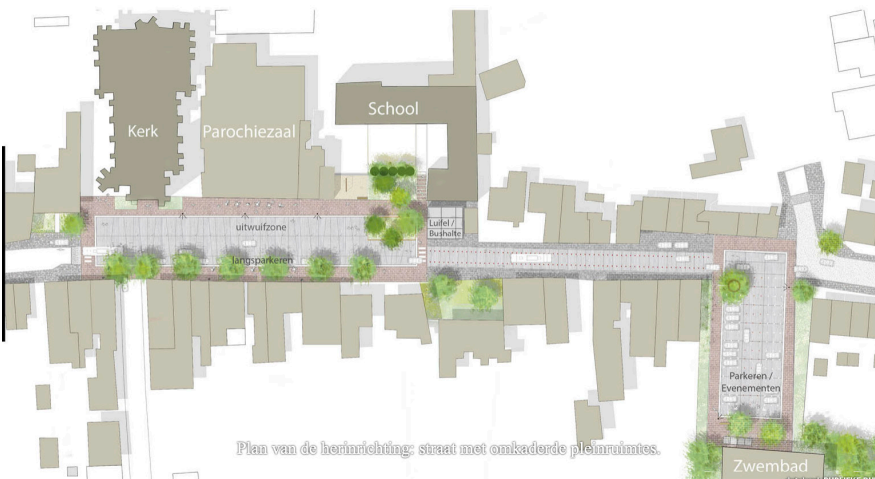 School
Kerk
Parochiezaal
uitwuifzone
Luifel /
Bushalte
langsparkeren
Parkeren /
Evenementen
Plan van de herinrichting: straat met omkaderde pleinruimtes.
Zwembad